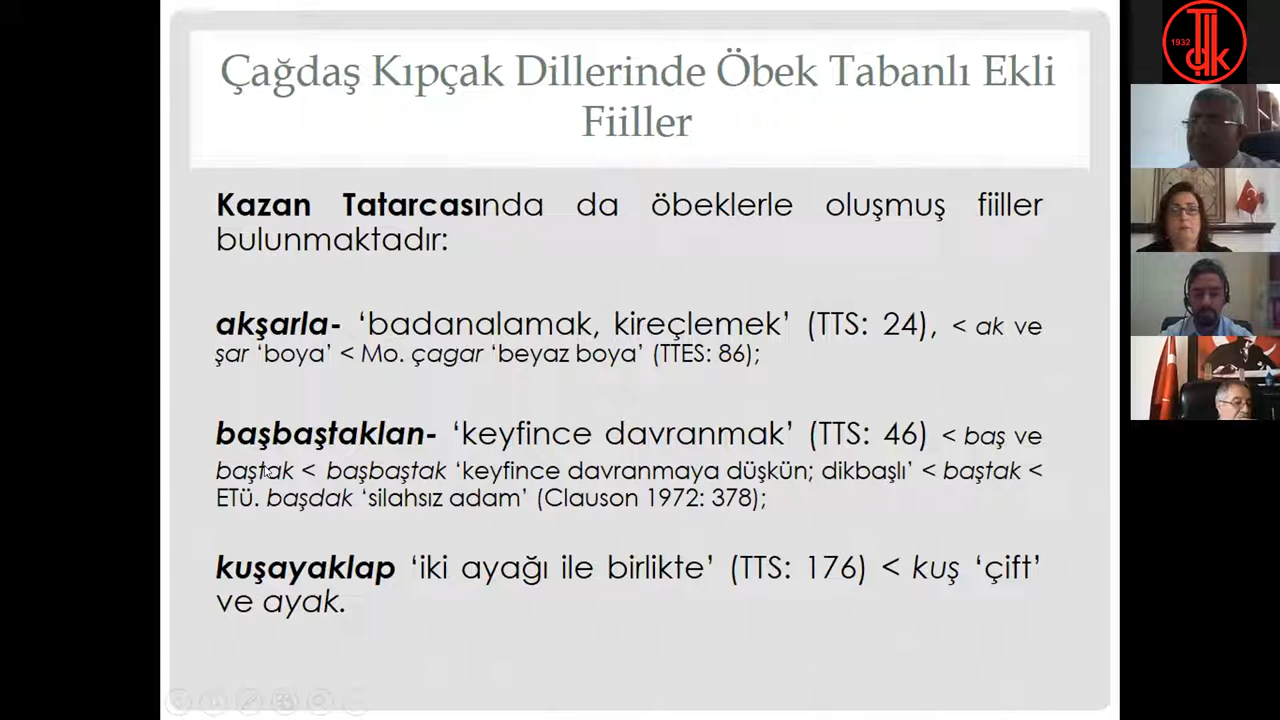 Çağdaş Kıpçak Dillerinde Öbek Tabanlı Ekli
Fiiller
Kazan Tatarcasında da öbeklerle oluşmuş fiiller
bulunmaktadır:
akşarla- ‘badanalamak, kireçlemek’ (TTS: 24), < ak ve
şar ‘boya’ < Mo. çagar ‘beyaz boya’ (TTES: 86);
başbaştaklan- ‘keyfince davranmak’ (TTS: 46) < baş ve
baştak < başbaştak ‘keyfince davranmaya düşkün; dikbaşlı’ < baştak <
ETü. başdak ‘silahsız adam’ (Clauson 1972: 378);
kuşayaklap ‘iki ayağı ile birlikte’ (TTS: 176) < kuş ‘çift’
ve ayak.
1932